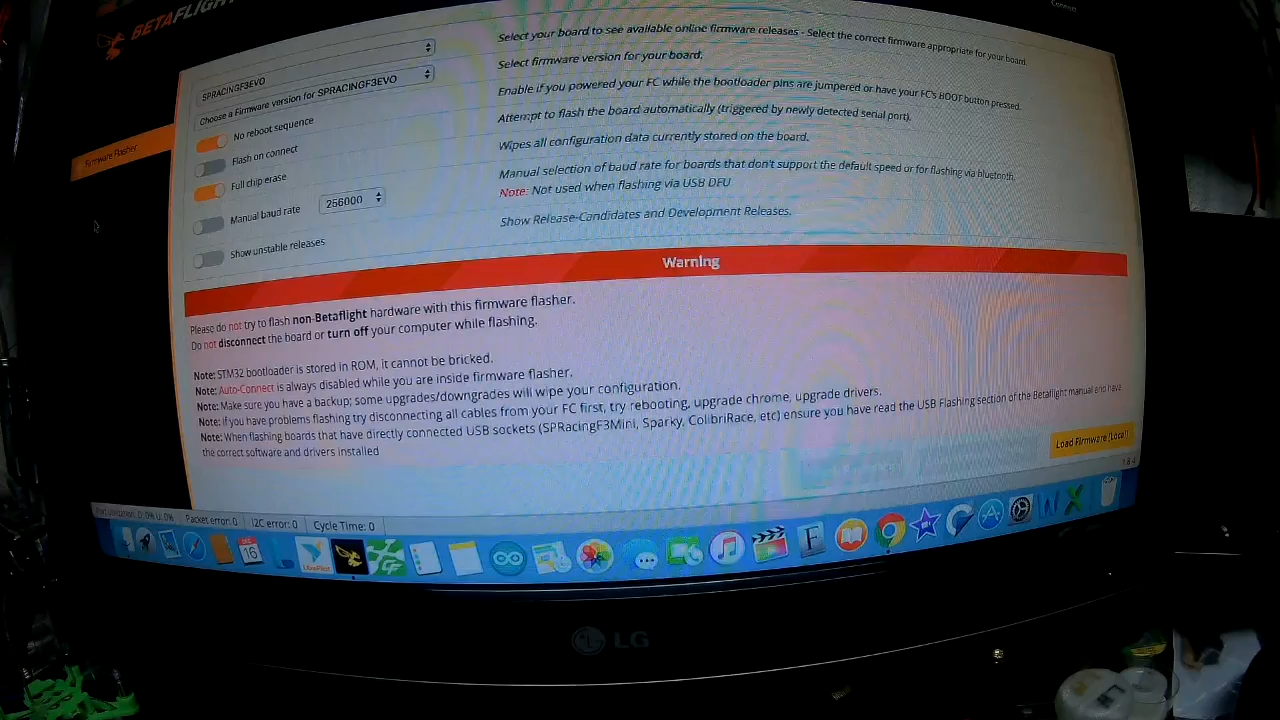 BETAFLIGHT
Connect
SPRACINGF3EVO
Select your board to see available online firmware releases - Select the correct firmware appropriate for your board.
Choose a Firmware version for SPRACINGF3EVO
Select firmware version for your board.
No reboot sequence
Enable if you powered your FC while the bootloader pins are jumpered or have your FC's BOOT button pressed.
Flash on connect
Attempt to flash the board automatically (triggered by newly detected serial port).
Full chip erase
Wipes all configuration data currently stored on the board.
Manual baud rate
256000
Manual selection of baud rate for boards that don't support the default speed or for flashing via bluetooth.
Note: Not used when flashing via USB DFU
Show unstable releases
Show Release-Candidates and Development Releases.
Firmware Flasher
Warning
Please do not try to flash non-Betaflight hardware with this firmware flasher.
Do not disconnect the board or turn off your computer while flashing.
Note: STM32 bootloader is stored in ROM, it cannot be bricked.
Note: Auto-Connect is always disabled while you are inside firmware flasher.
Note: Make sure you have a backup; some upgrades/downgrades will wipe your configuration.
Note: If you have problems flashing try disconnecting all cables from your FC first, try rebooting, upgrade chrome, upgrade drivers.
Note: When flashing boards that have directly connected USB sockets (SPRacingF3Mini, Sparky, ColibriRace, etc) ensure you have read the USB Flashing section of the Betaflight manual and have
the correct software and drivers installed
Load Firmware [Local]
Packet error: 0
I2C error: 0
Cycle Time: 0
16
LibrePilot
LG